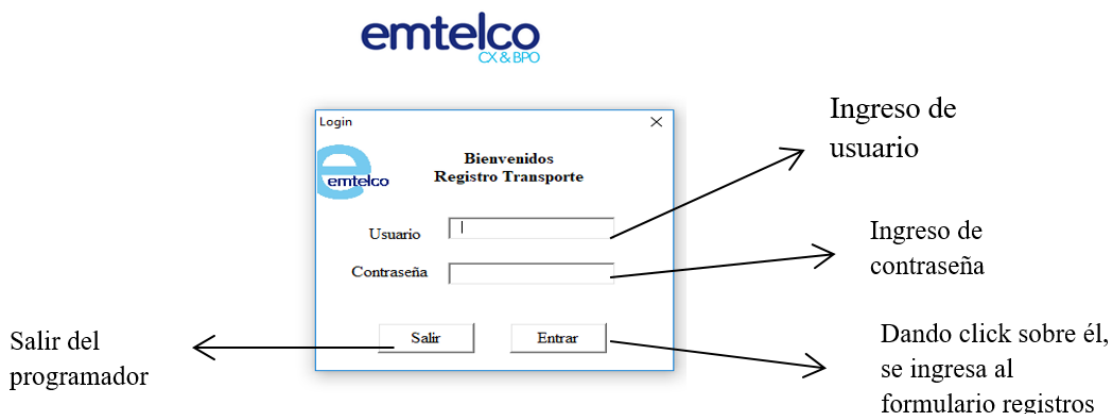 emtelco
CX & BPO
Login
emtelco
Bienvenidos
Registro Transporte
Usuario
Contraseña
Salir
Entrar
Ingreso de
usuario
Ingreso de
contraseña
Salir del
programador
Dando click sobre él,
se ingresa al
formulario registros